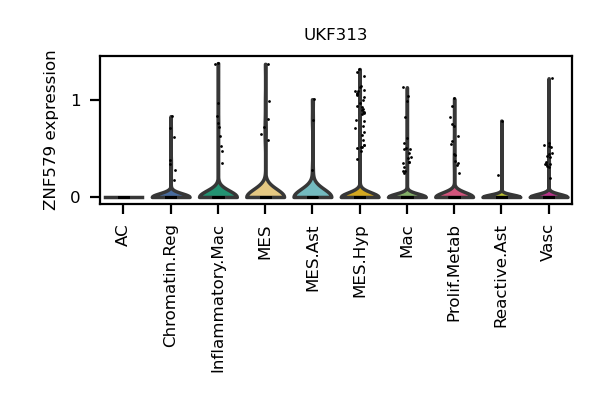 UKF313
ZNF579 expression
1
0
AC
Chromatin.Reg
Inflammatory.Mac
MES
MES.Ast
MES.Hyp
Mac
Prolif.Metab
Reactive.Ast
Vasc